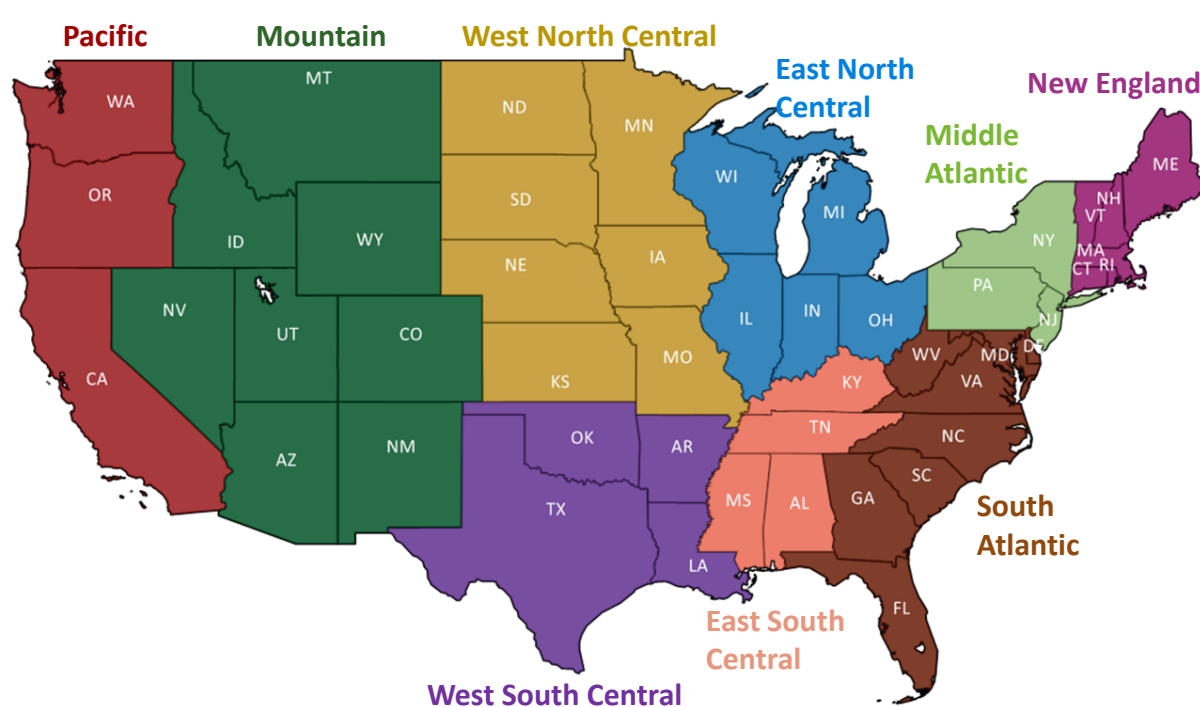 Pacific
Mountain
West North Central
East North
Central
New England
Middle
Atlantic
WA
MT
ND
MN
OR
ID
WY
SD
WI
MI
NY
VT
NH
ME
MA
CT
RI
NV
UT
CO
NE
IA
IL
IN
OH
PA
NJ
CA
KS
MO
KY
WV
MD
DE
VA
AZ
NM
OK
AR
TN
NC
TX
LA
MS
AL
GA
SC
FL
South
Atlantic
East South
Central
West South Central